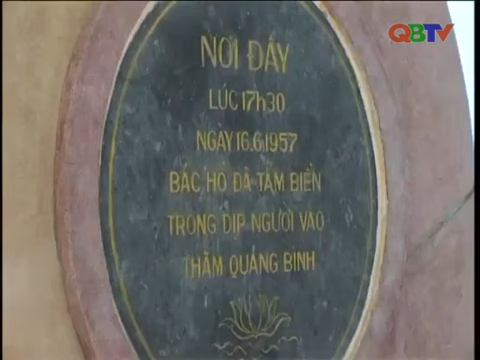 QBTV
NƠI ĐÂY
LÚC 17h30
NGÀY 16.6.1957
BÁC HỒ ĐÃ TẮM BIỂN
TRONG DỊP NGƯỜI VÀO
THĂM QUẢNG BÌNH